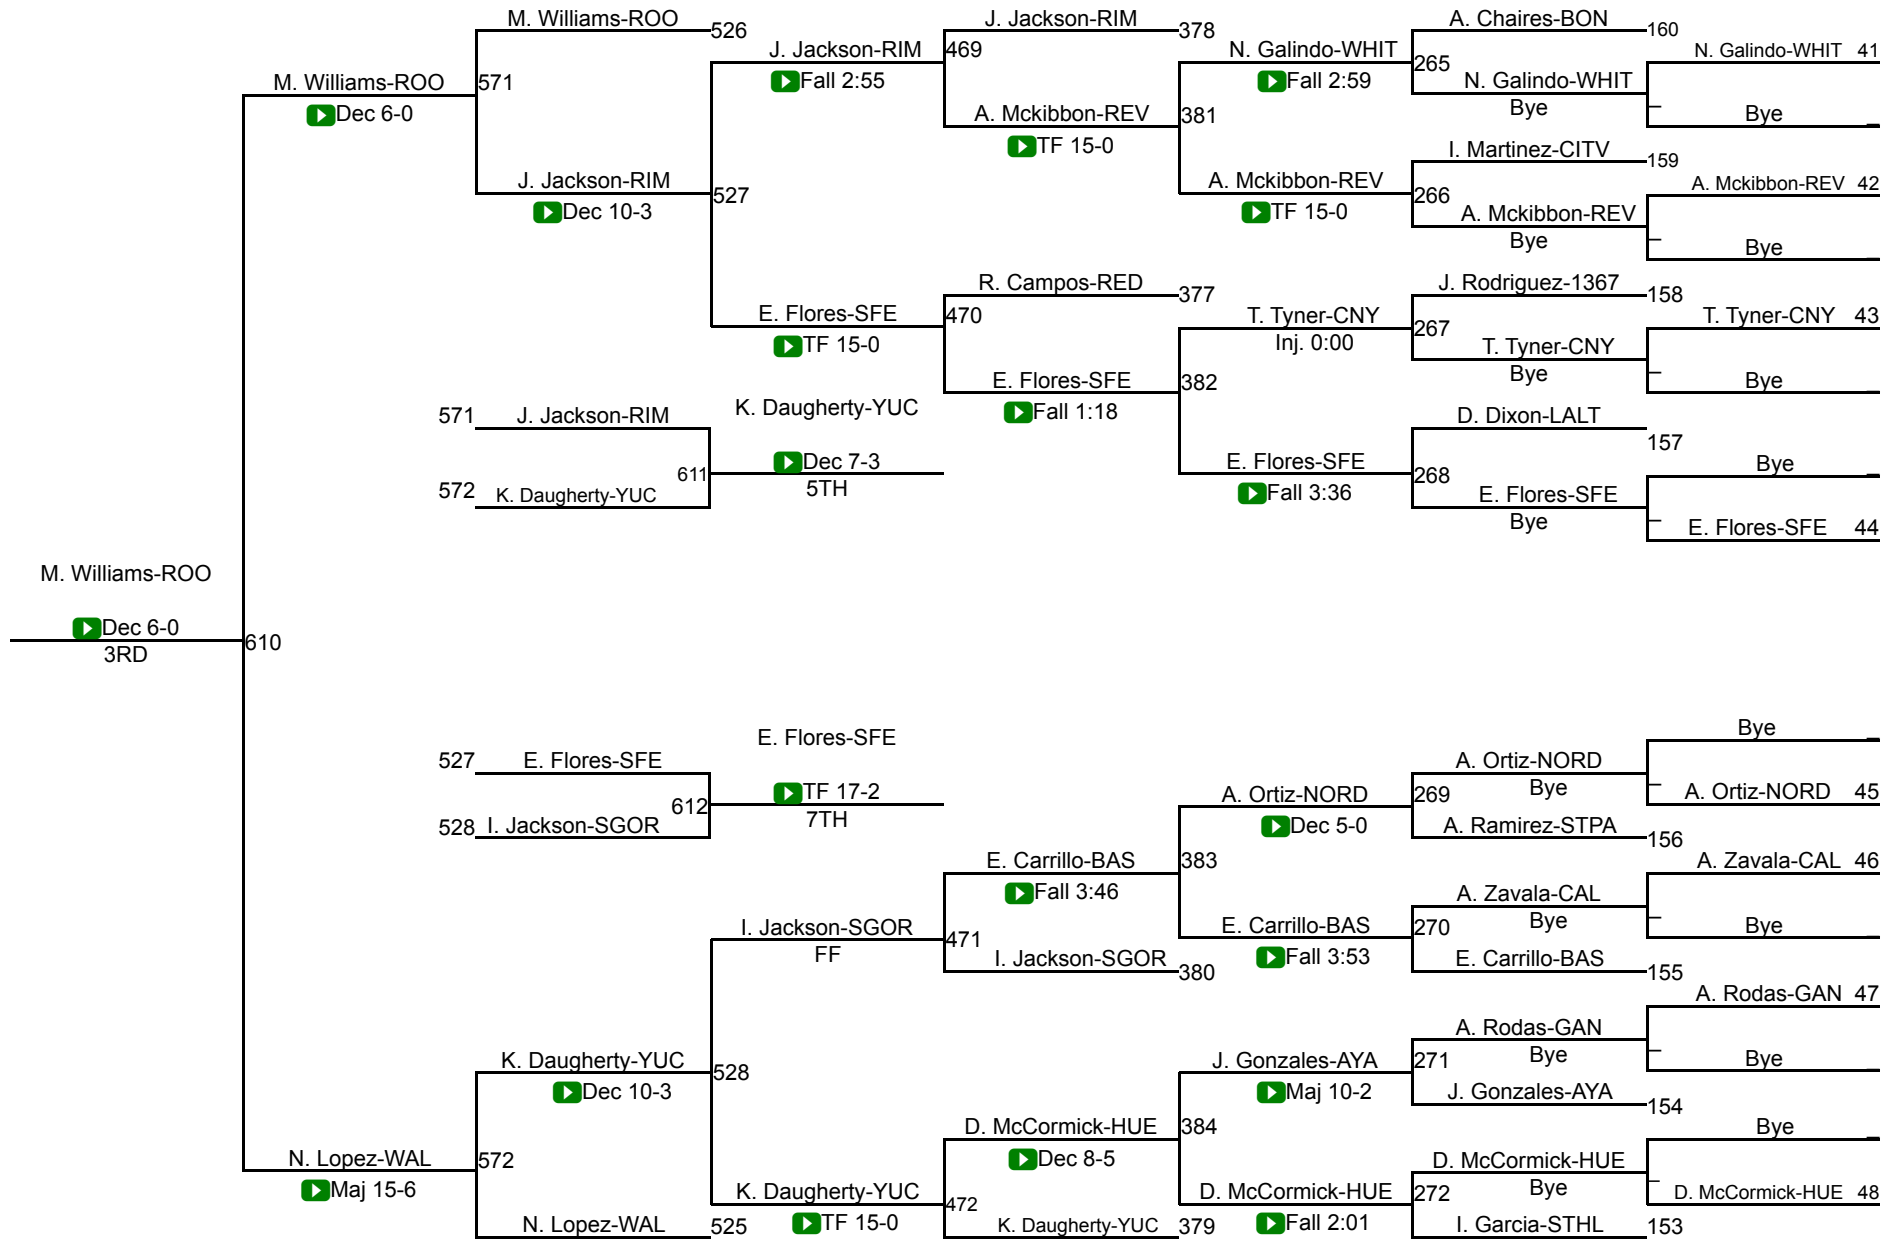 M. Williams-ROO
526
J. Jackson-RIM
378
A. Chaires-BON
160
J. Jackson-RIM
Fall 2:55
469
N. Galindo-WHIT
Fall 2:59
265
N. Galindo-WHIT 41
M. Williams-ROO
Dec 6-0
571
N. Galindo-WHIT
Bye
Bye
A. Mckibbon-REV
TF 15-0
381
I. Martinez-CITV
159
J. Jackson-RIM
Dec 10-3
527
A. Mckibbon-REV
TF 15-0
266
A. Mckibbon-REV 42
A. Mckibbon-REV
Bye
Bye
R. Campos-RED
377
J. Rodriguez-1367
158
E. Flores-SFE
TF 15-0
470
T. Tyner-CNY
Inj. 0:00
267
T. Tyner-CNY 43
T. Tyner-CNY
Bye
Bye
E. Flores-SFE
Fall 1:18
382
571
J. Jackson-RIM
K. Daugherty-YUC
D. Dixon-LALT
157
611
Dec 7-3
5TH
E. Flores-SFE
Fall 3:36
268
Bye
572
K. Daugherty-YUC
E. Flores-SFE
Bye
E. Flores-SFE 44
M. Williams-ROO
Dec 6-0
3RD
610
527
E. Flores-SFE
E. Flores-SFE
Bye
A. Ortiz-NORD
Bye
612
TF 17-2
7TH
A. Ortiz-NORD
Dec 5-0
269
A. Ortiz-NORD 45
528
I. Jackson-SGOR
A. Ramirez-STPA
156
E. Carrillo-BAS
Fall 3:46
383
A. Zavala-CAL 46
A. Zavala-CAL
Bye
I. Jackson-SGOR
FF
471
E. Carrillo-BAS
Fall 3:53
270
Bye
I. Jackson-SGOR
380
E. Carrillo-BAS
155
A. Rodas-GAN 47
A. Rodas-GAN
Bye
K. Daugherty-YUC
Dec 10-3
528
J. Gonzales-AYA
Maj 10-2
271
Bye
J. Gonzales-AYA
154
D. McCormick-HUE
Dec 8-5
384
Bye
N. Lopez-WAL
Maj 15-6
572
D. McCormick-HUE
Bye
K. Daugherty-YUC
TF 15-0
472
D. McCormick-HUE
Fall 2:01
272
D. McCormick-HUE 48
N. Lopez-WAL
525
K. Daugherty-YUC
379
I. Garcia-STHL
153